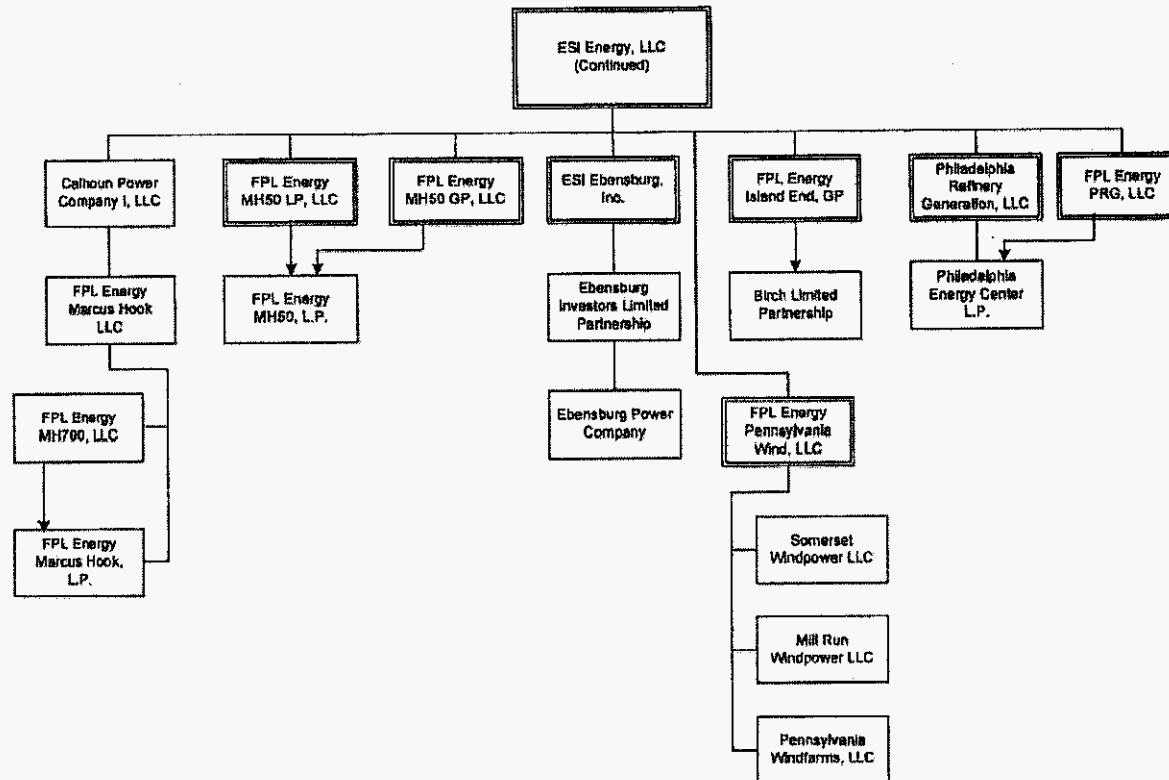 ESI Energy, LLC
(Continued)
Calhoun Power
Company I, LLC
FPL Energy
MH50 LP, LLC
FPL Energy
MH50 GP, LLC
ESI Ebensburg,
Inc.
FPL Energy
Island End, GP
Philadelphia
Refinery
Generation, LLC
FPL Energy
PRG, LLC
FPL Energy
Marcus Hook
LLC
FPL Energy
MH50, L.P.
Ebensburg
Investors Limited
Partnership
Birch Limited
Partnership
Philadelphia
Energy Center
L.P.
FPL Energy
MH700, LLC
Ebensburg Power
Company
FPL Energy
Pennsylvania
Wind, LLC
FPL Energy
Marcus Hook,
L.P.
Somerset
Windpower LLC
Mill Run
Windpower LLC
Pennsylvania
Windfarms, LLC